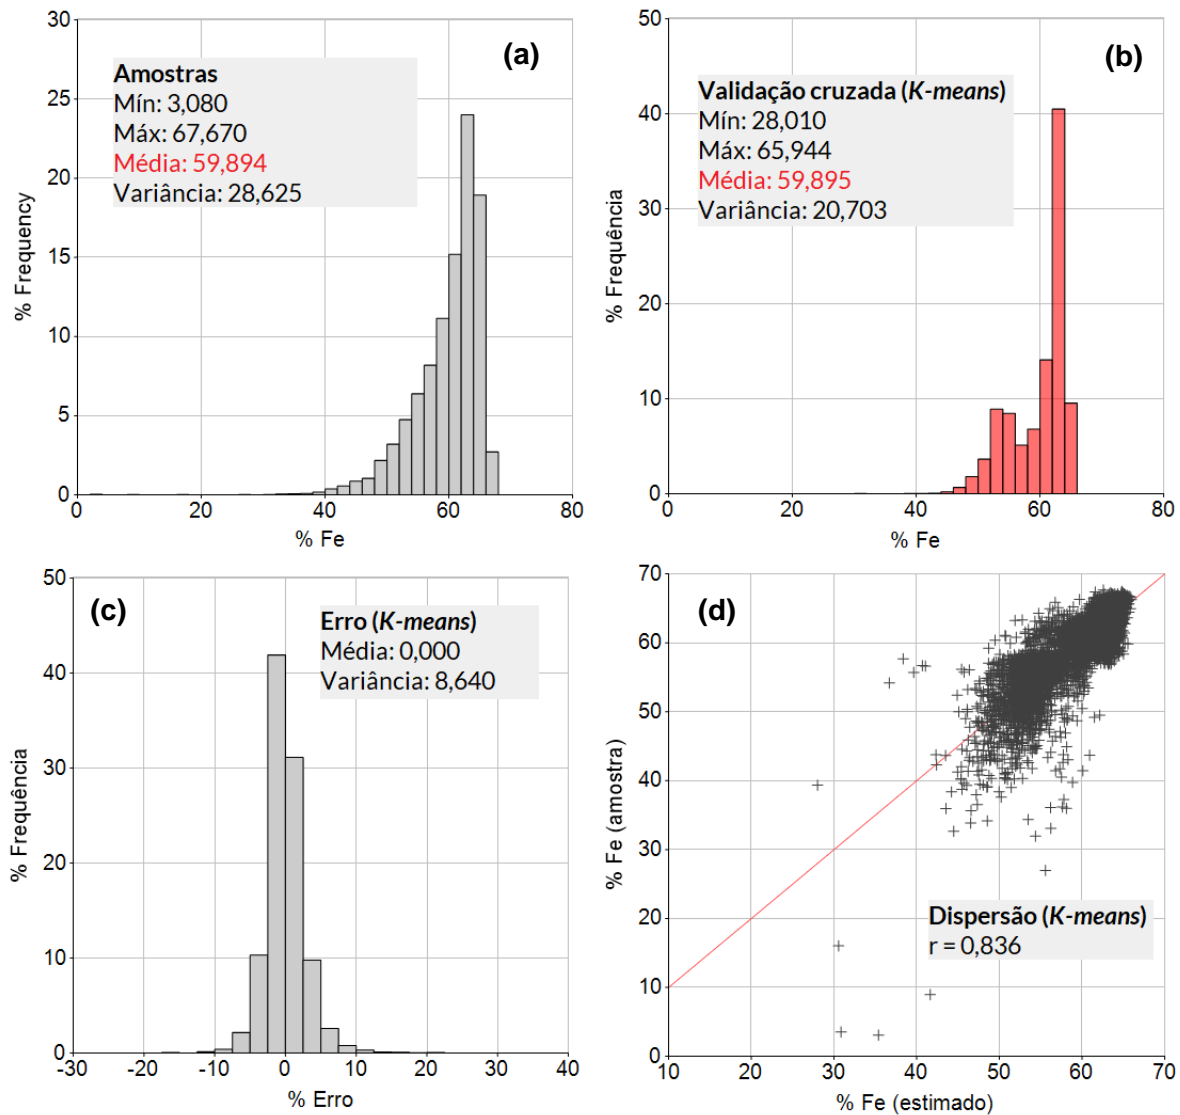 (a)
30
25
20
15
10
5
0
% Frequency
Amostras
Mín: 3,080
Máx: 67,670
Média: 59,894
Variância: 28,625
0 20 40 60 80
% Fe
(b)
50
40
30
20
10
0
% Frequência
Validação cruzada (K-means)
Mín: 28,010
Máx: 65,944
Média: 59,895
Variância: 20,703
0 20 40 60 80
% Fe
(c)
50
40
30
20
10
0
% Frequência
Erro (K-means)
Média: 0,000
Variância: 8,640
-30 -20 -10 0 10 20 30 40
% Erro
(d)
70
60
50
40
30
20
10
0
% Fe (amostra)
Dispersão (K-means)
r = 0,836
10 20 30 40 50 60 70
% Fe (estimado)